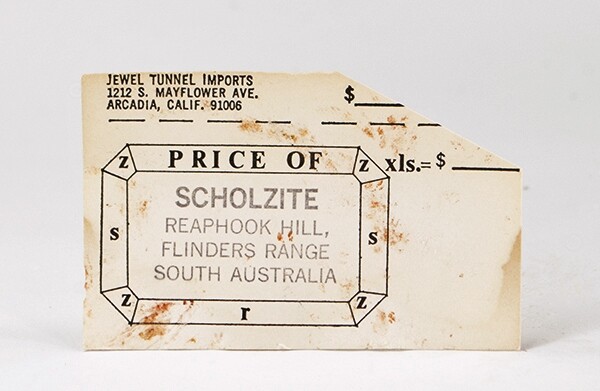 JEWEL TUNNEL IMPORTS
1212 S. MAYFLOWER AVE.
ARCADIA, CALIF. 91006
$
z PRICE OF z xls.= $
SCHOLZITE
REAPHOOK HILL,
s FLINDERS RANGE s
SOUTH AUSTRALIA
z r z